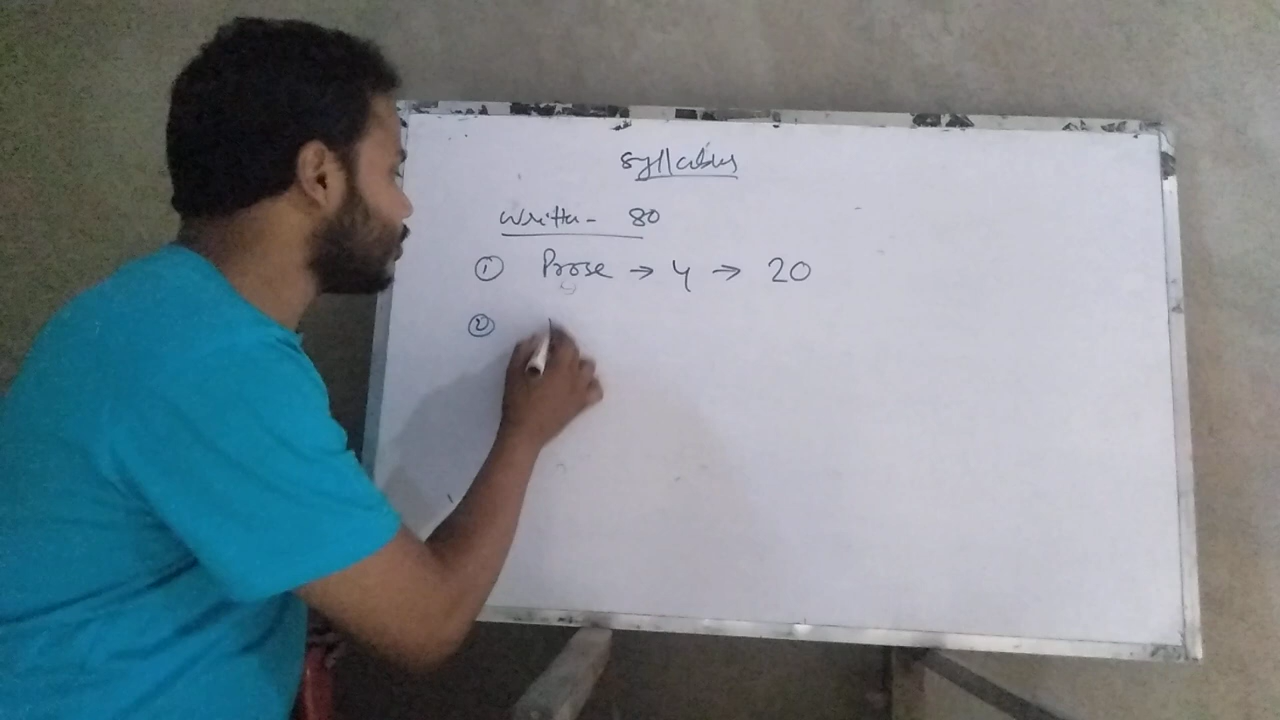 Syllabus
Written - 80
① Prose → 4 → 20
②